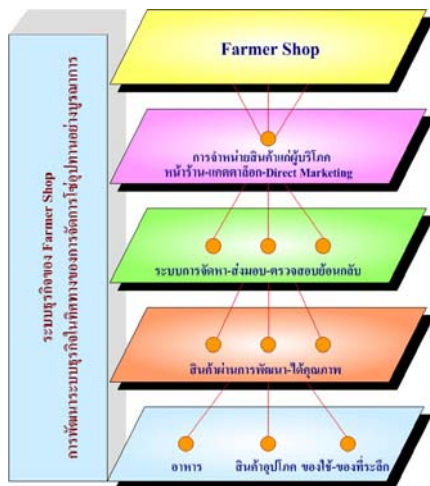 ระบบธุรกิจของ Farmer Shop
การพัฒนาระบบธุรกิจในทิศทางของการจัดการโซ่อุปทานอย่างบูรณาการ
Farmer Shop
การจำหน่ายสินค้าแก่ผู้บริโภค
หน้าร้าน-แคตตาล็อก-Direct Marketing
ระบบการจัดหา-ส่งมอบ-ตรวจสอบย้อนกลับ
สินค้าผ่านการพัฒนา-ได้คุณภาพ
อาหาร สินค้าอุปโภค ของใช้-ของที่ระลึก